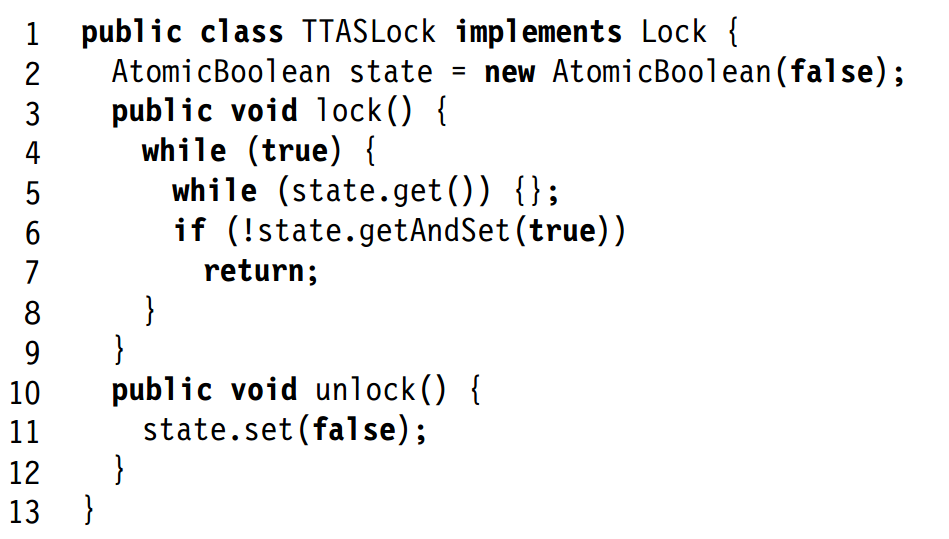 1 public class TTASLock implements Lock {
2 AtomicBoolean state = new AtomicBoolean(false);
3 public void lock() {
4 while (true) {
5 while (state.get()) {};
6 if (!state.getAndSet(true))
7 return;
8 }
9 }
10 public void unlock() {
11 state.set(false);
12 }
13 }